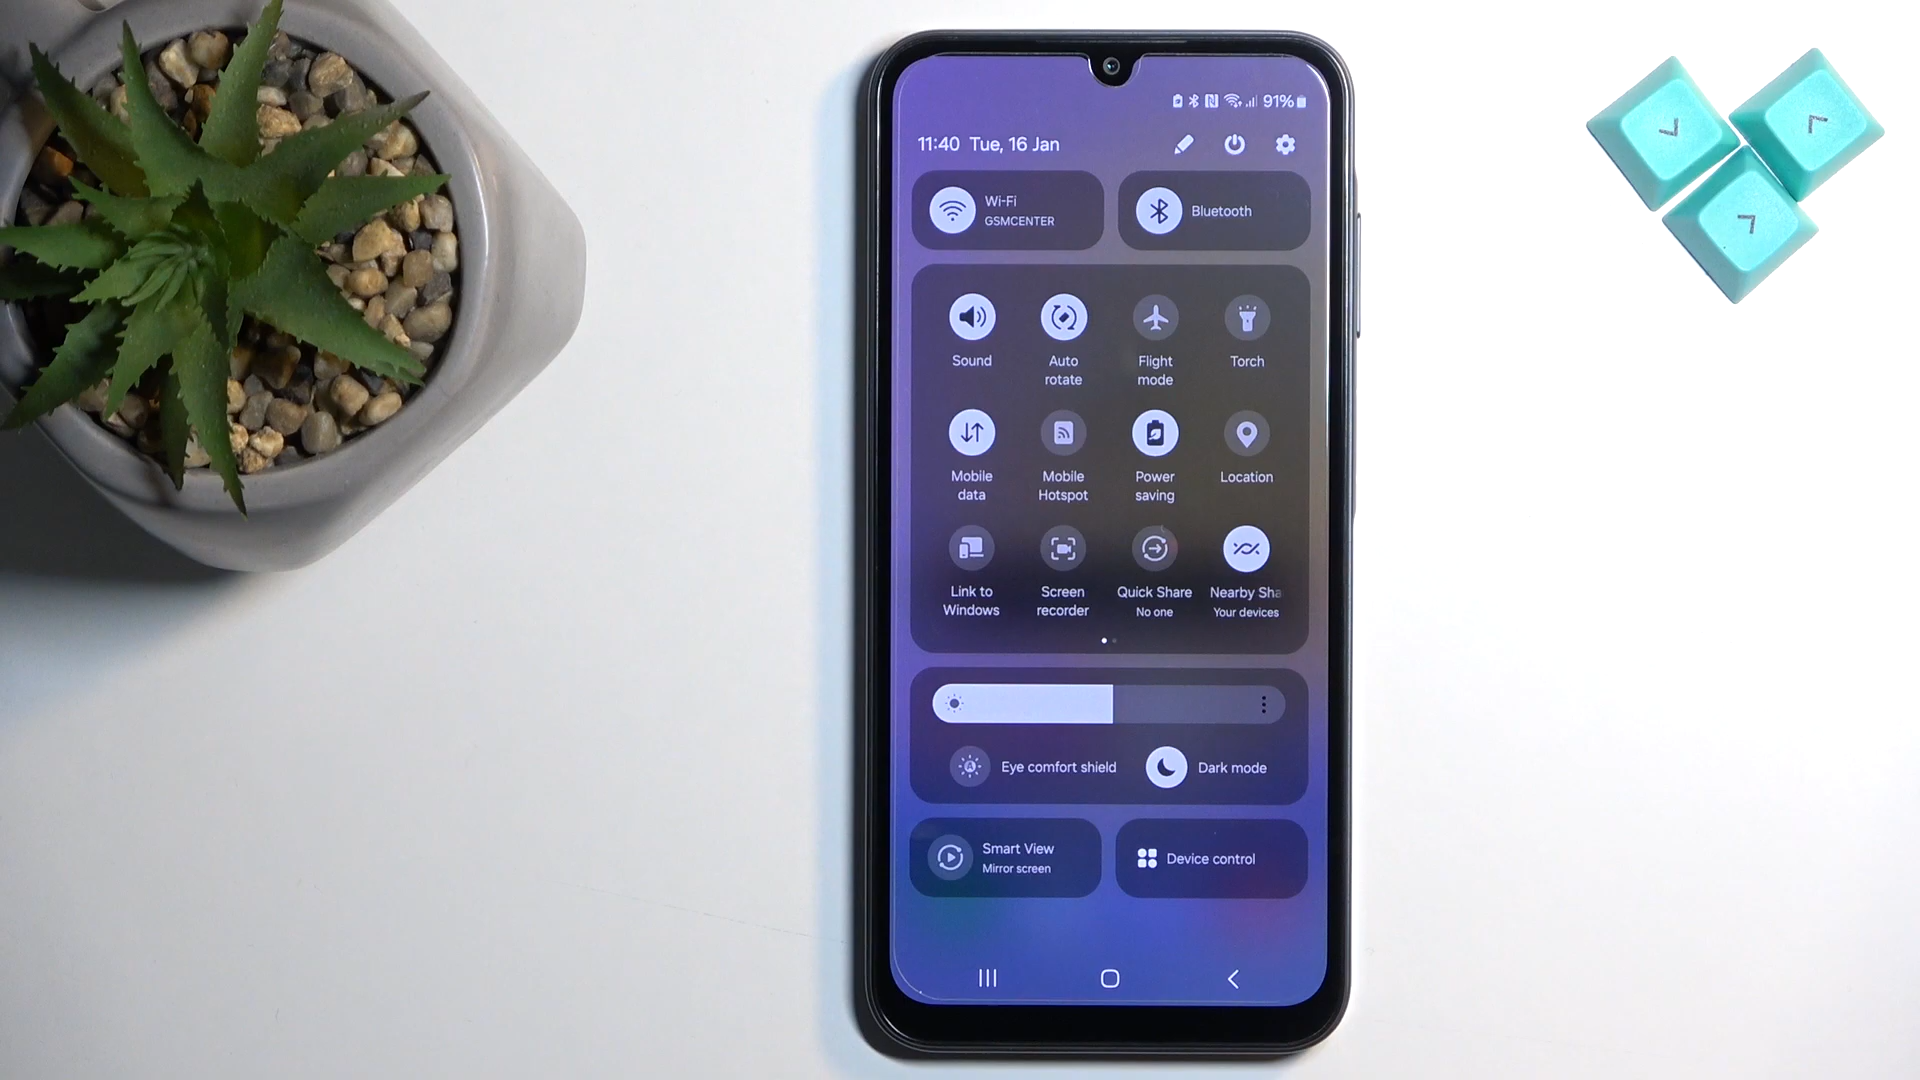 91%
11:40 Tue, 16 Jan
Wi-Fi
GSMCENTER
Bluetooth
Sound
Auto
rotate
Flight
mode
Torch
Mobile
data
Mobile
Hotspot
Power
saving
Location
Link to
Windows
Screen
recorder
Quick Share
No one
Nearby Sha
Your devices
Eye comfort shield
Dark mode
Smart View
Mirror screen
Device control